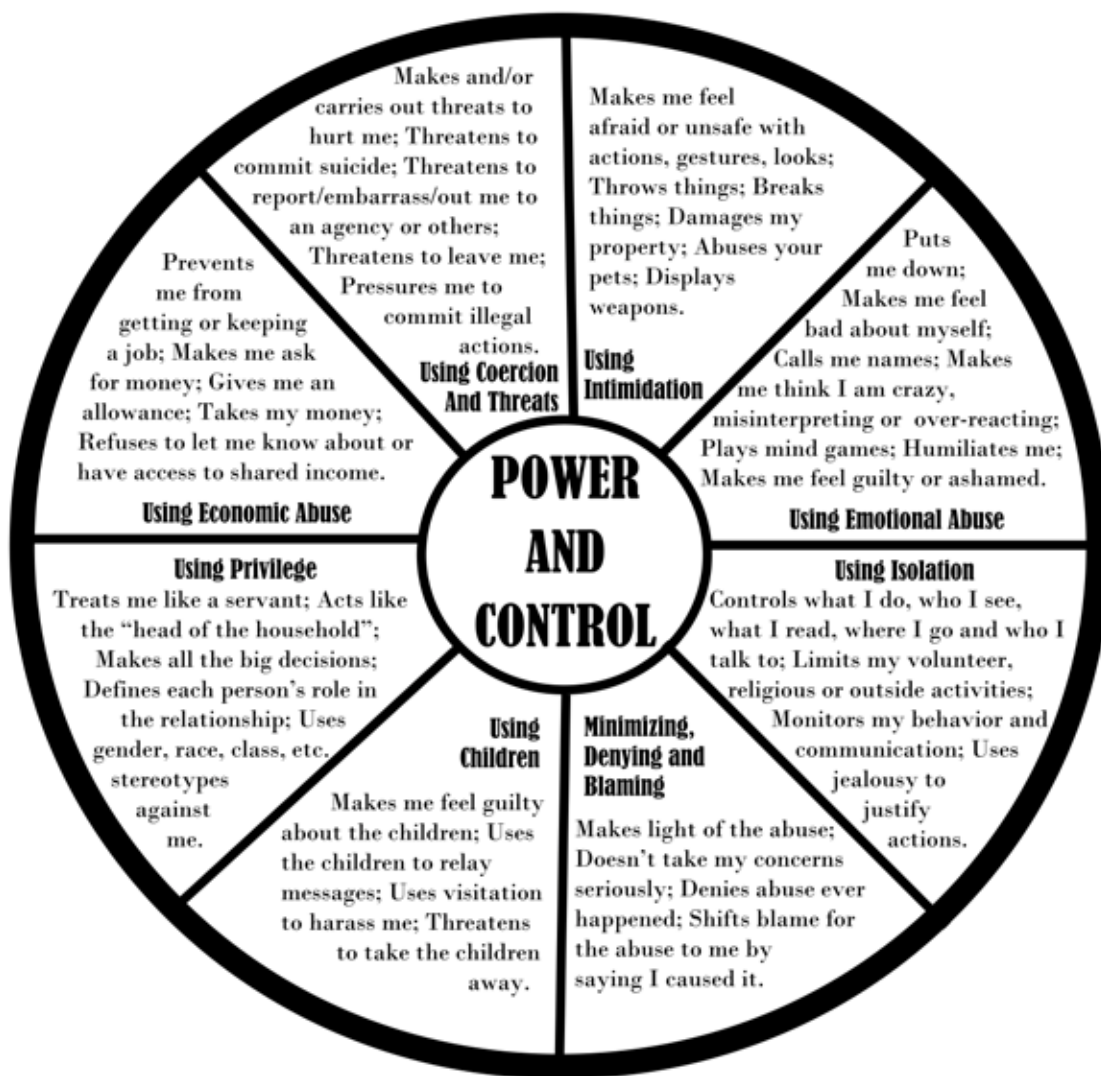 Makes and/or
carries out threats to
hurt me; Threatens to
commit suicide; Threatens to
report/embarrass/out me to
an agency or others;
Threatens to leave me;
Pressures me to
commit illegal
actions.
Using Coercion
And Threats
Makes me feel
afraid or unsafe with
actions, gestures, looks;
Throws things; Breaks
things; Damages my
property; Abuses your
pets; Displays
weapons.
Using
Intimidation
Puts
me down;
Makes me feel
bad about myself;
Calls me names; Makes
me think I am crazy,
misinterpreting or over-reacting;
Plays mind games; Humiliates me;
Makes me feel guilty or ashamed.
Using Emotional Abuse
Using Isolation
Controls what I do, who I see,
what I read, where I go and who I
talk to; Limits my volunteer,
religious or outside activities;
Monitors my behavior and
communication; Uses
jealousy to
justify
actions.
Minimizing,
Denying and
Blaming
Makes light of the abuse;
Doesn't take my concerns
seriously; Denies abuse ever
happened; Shifts blame for
the abuse to me by
saying I caused it.
Using
Children
Makes me feel guilty
about the children; Uses
the children to relay
messages; Uses visitation
to harass me; Threatens
to take the children
away.
Using Privilege
Treats me like a servant; Acts like
the "head of the household";
Makes all the big decisions;
Defines each person's role in
the relationship; Uses
gender, race, class, etc.
stereotypes
against
me.
Prevents
me from
getting or keeping
a job; Makes me ask
for money; Gives me an
allowance; Takes my money;
Refuses to let me know about or
have access to shared income.
Using Economic Abuse
POWER
AND
CONTROL